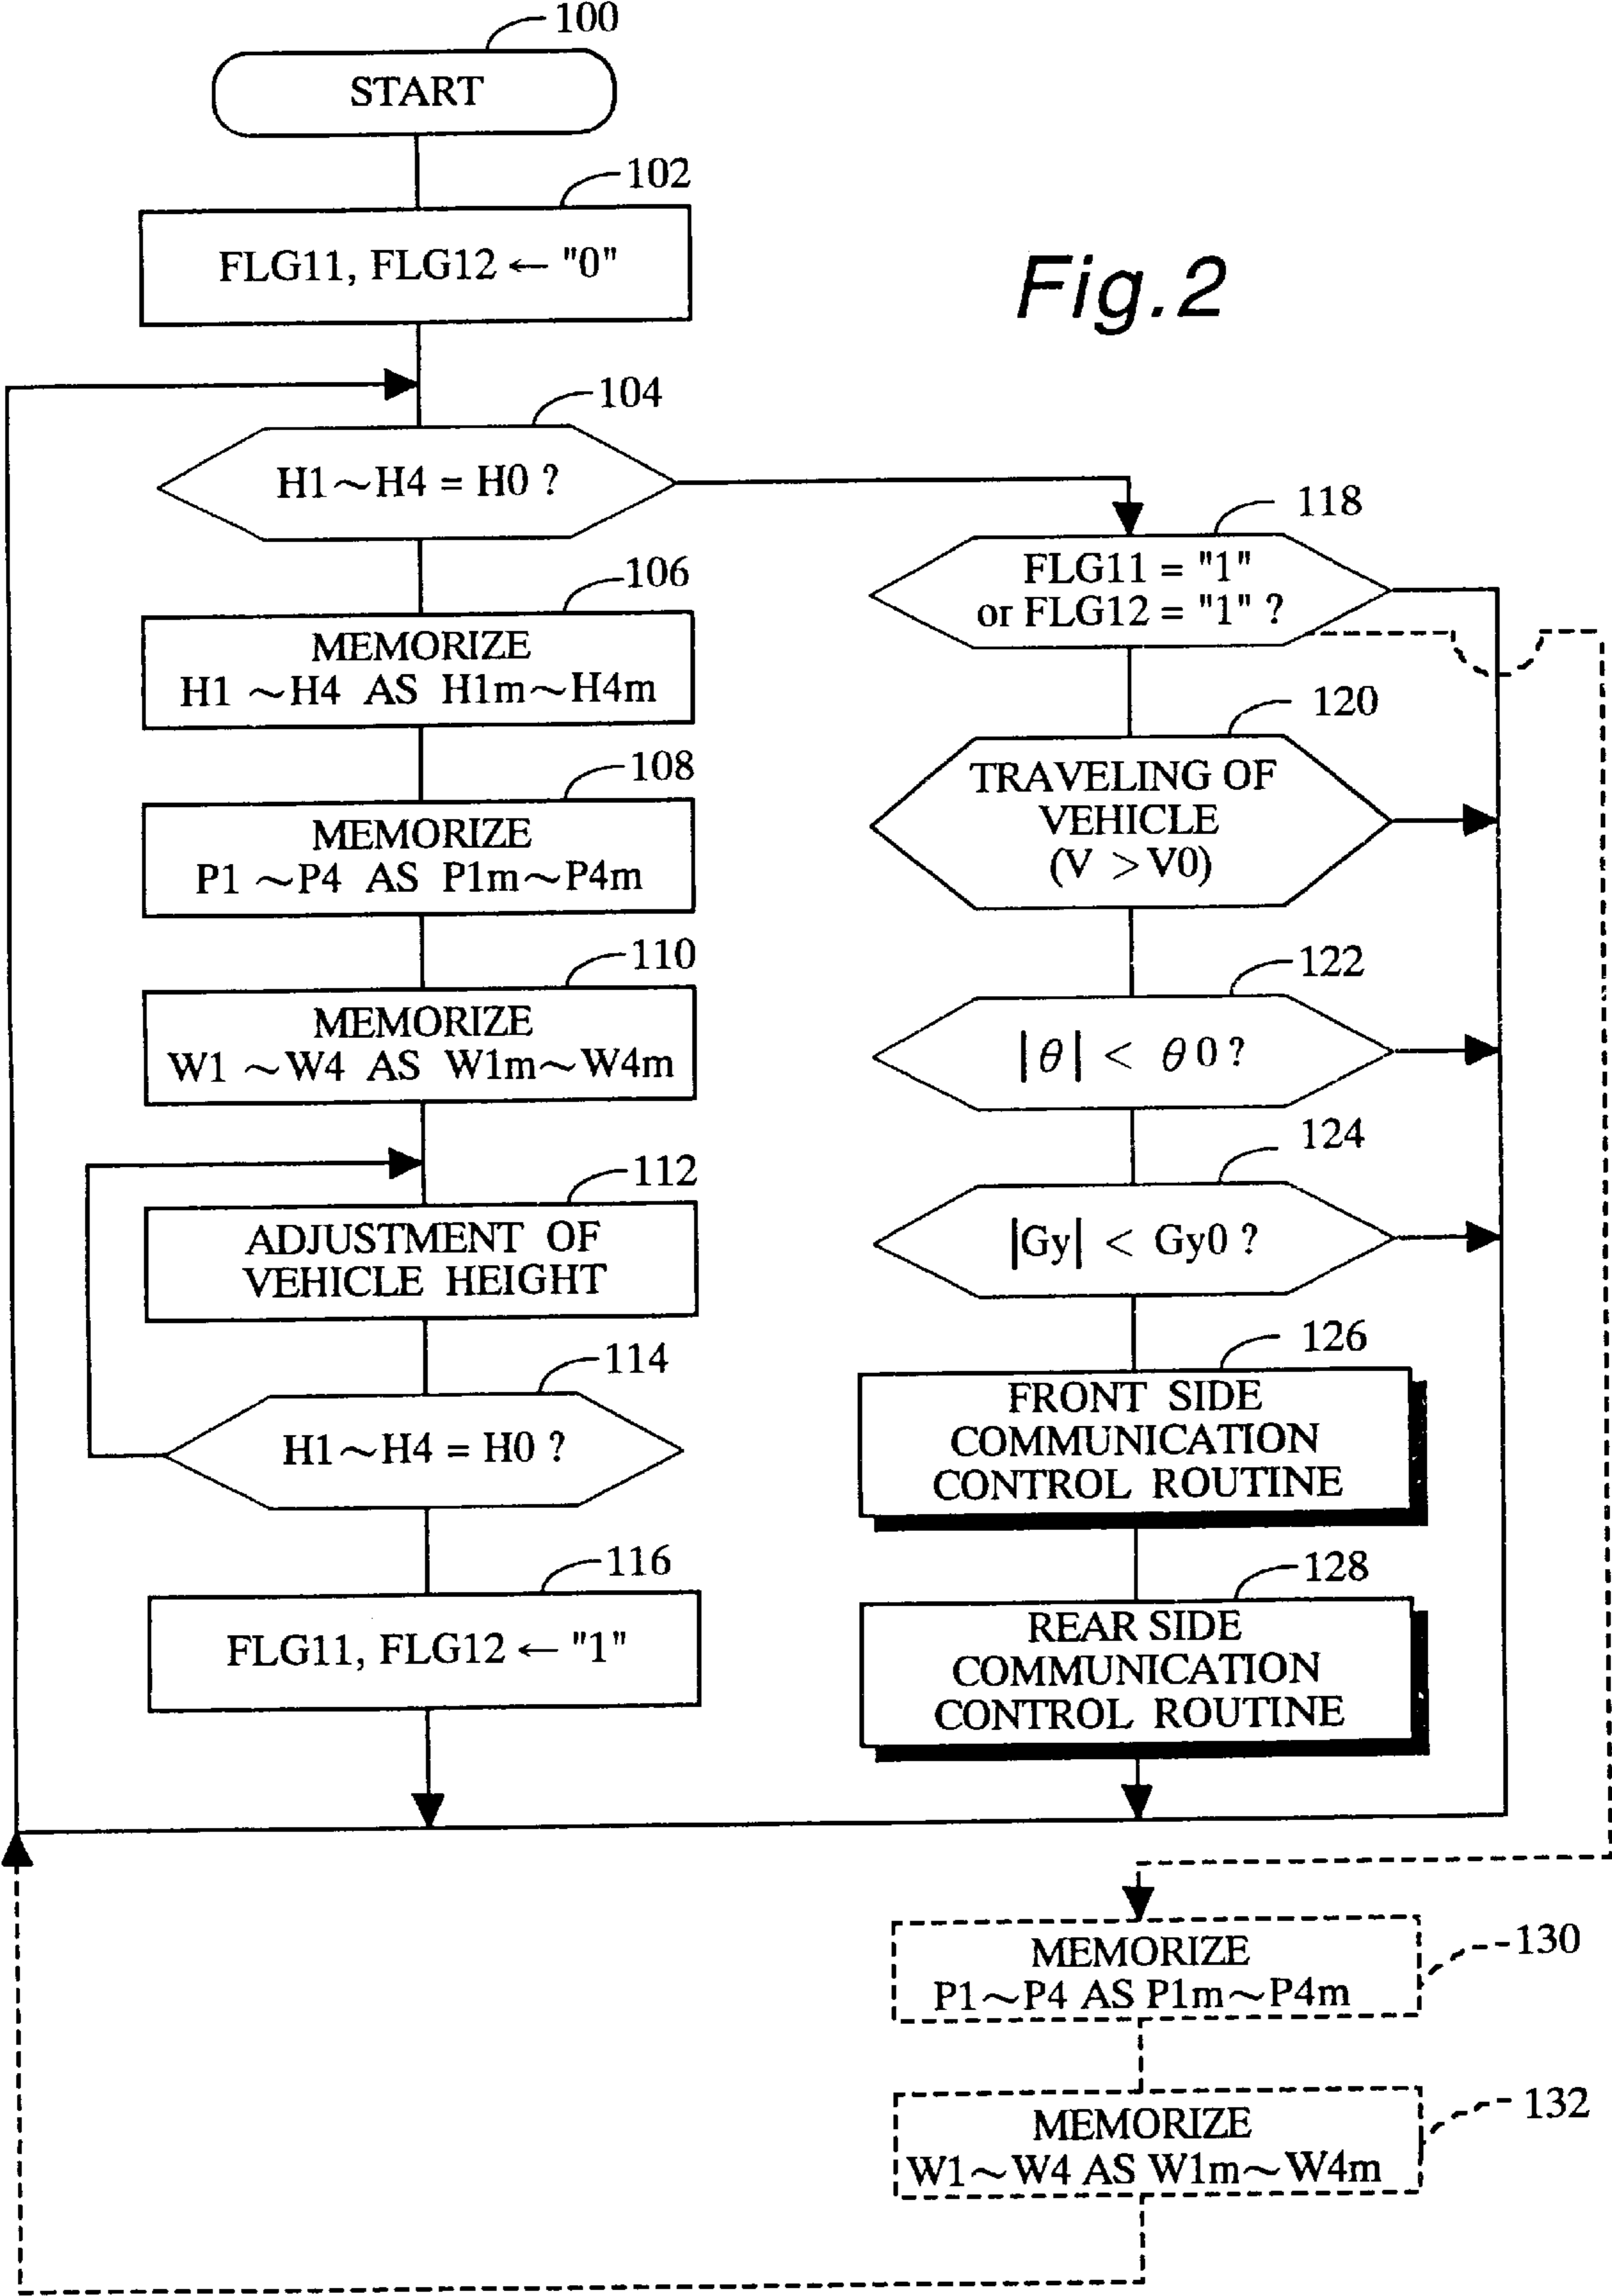 100
START
102
FLG11, FLG12 ← "0"
Fig.2
104
H1~H4 = H0 ?
106
MEMORIZE
H1 ~H4 AS H1m~H4m
108
MEMORIZE
P1 ~P4 AS P1m~P4m
110
MEMORIZE
W1 ~W4 AS W1m~W4m
112
ADJUSTMENT OF
VEHICLE HEIGHT
114
H1~H4 = H0 ?
116
FLG11, FLG12 ← "1"
118
FLG11 = "1"
or FLG12 = "1" ?
120
TRAVELING OF
VEHICLE
(V > V0)
122
|θ| < θ0 ?
124
|Gy| < Gy0 ?
126
FRONT SIDE
COMMUNICATION
CONTROL ROUTINE
128
REAR SIDE
COMMUNICATION
CONTROL ROUTINE
130
MEMORIZE
P1~P4 AS P1m~P4m
132
MEMORIZE
W1~W4 AS W1m~W4m